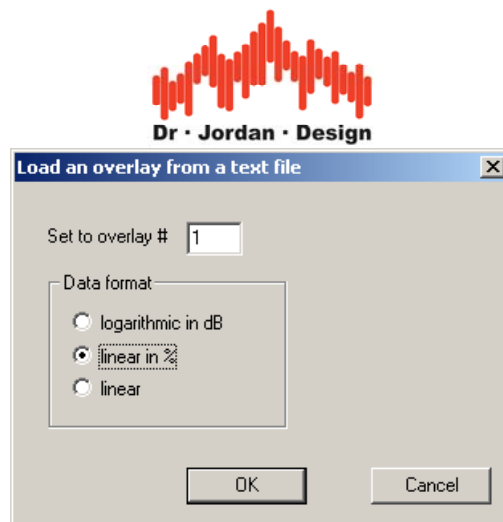 Dr · Jordan · Design
Load an overlay from a text file
Set to overlay # 1
Data format
logarithmic in dB
linear in %
linear
OK Cancel